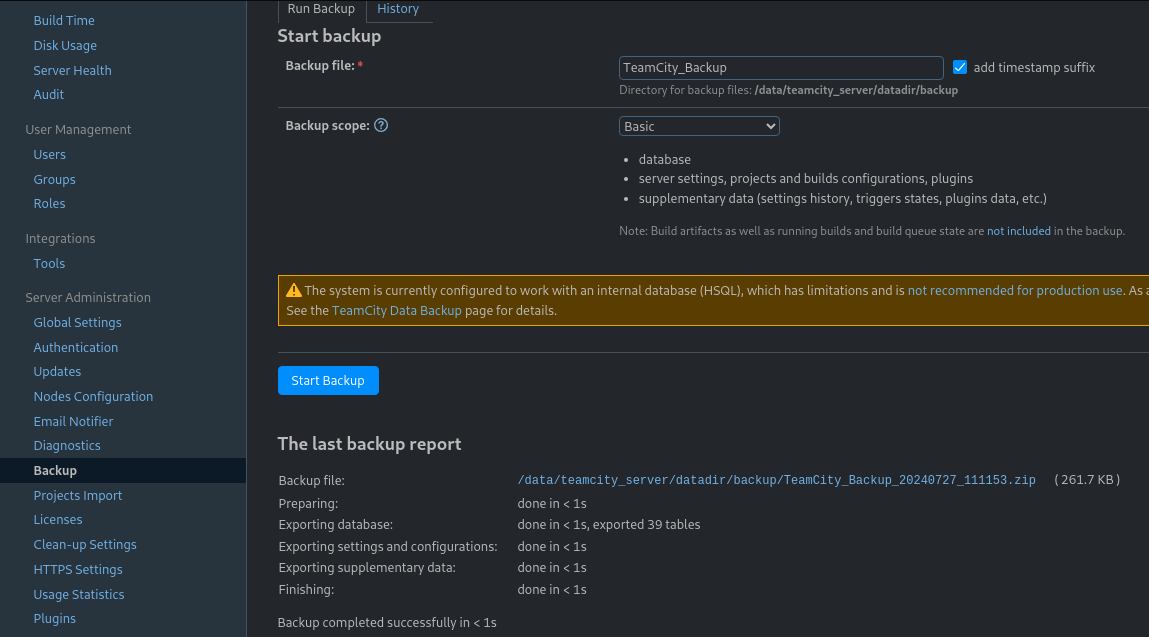 Build Time
Disk Usage
Server Health
Audit
User Management
Users
Groups
Roles
Integrations
Tools
Server Administration
Global Settings
Authentication
Updates
Nodes Configuration
Email Notifier
Diagnostics
Backup
Projects Import
Licenses
Clean-up Settings
HTTPS Settings
Usage Statistics
Plugins
Run Backup History
Start backup
Backup file: * TeamCity_Backup add timestamp suffix
Directory for backup files: /data/teamcity_server/datadir/backup
Backup scope: ? Basic
• database
• server settings, projects and builds configurations, plugins
• supplementary data (settings history, triggers states, plugins data, etc.)
Note: Build artifacts as well as running builds and build queue state are not included in the backup.
The system is currently configured to work with an internal database (HSQL), which has limitations and is not recommended for production use. As
See the TeamCity Data Backup page for details.
Start Backup
The last backup report
Backup file: /data/teamcity_server/datadir/backup/TeamCity_Backup_20240727_111153.zip (261.7 KB)
Preparing: done in < 1s
Exporting database: done in < 1s, exported 39 tables
Exporting settings and configurations: done in < 1s
Exporting supplementary data: done in < 1s
Finishing: done in < 1s
Backup completed successfully in < 1s